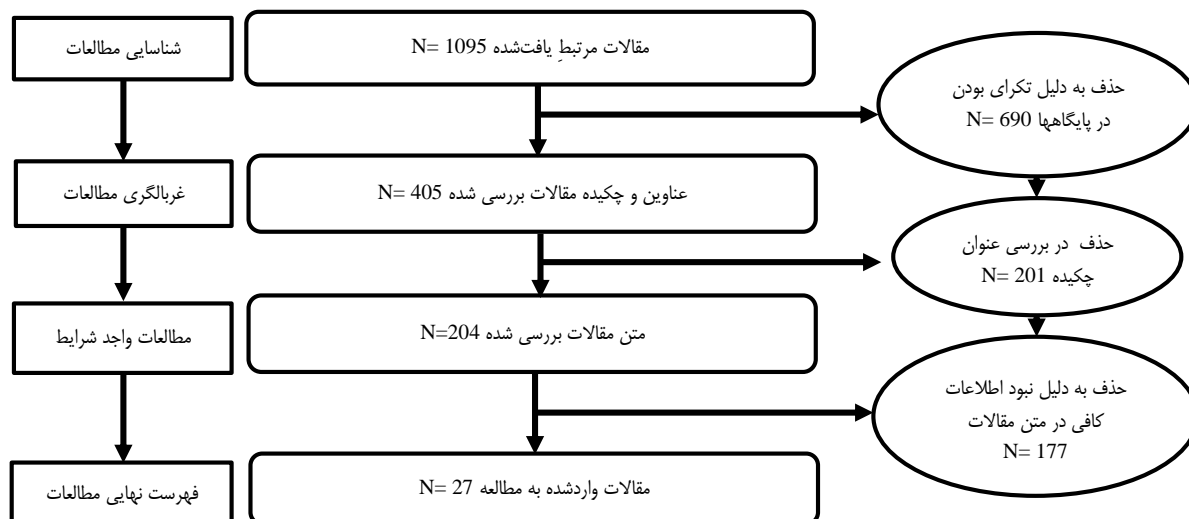 شناسایی مطالعات
مقالات مرتبطِ یافت‌شده N= 1095
حذف به دلیل تکرای بودن
در پایگاهها N= 690
غربالگری مطالعات
عناوین و چکیده مقالات بررسی شده N= 405
حذف در بررسی عنوان
چکیده N= 201
مطالعات واجد شرایط
متن مقالات بررسی شده N=204
حذف به دلیل نبود اطلاعات
کافی در متن مقالات
N= 177
فهرست نهایی مطالعات
مقالات واردشده به مطالعه N= 27